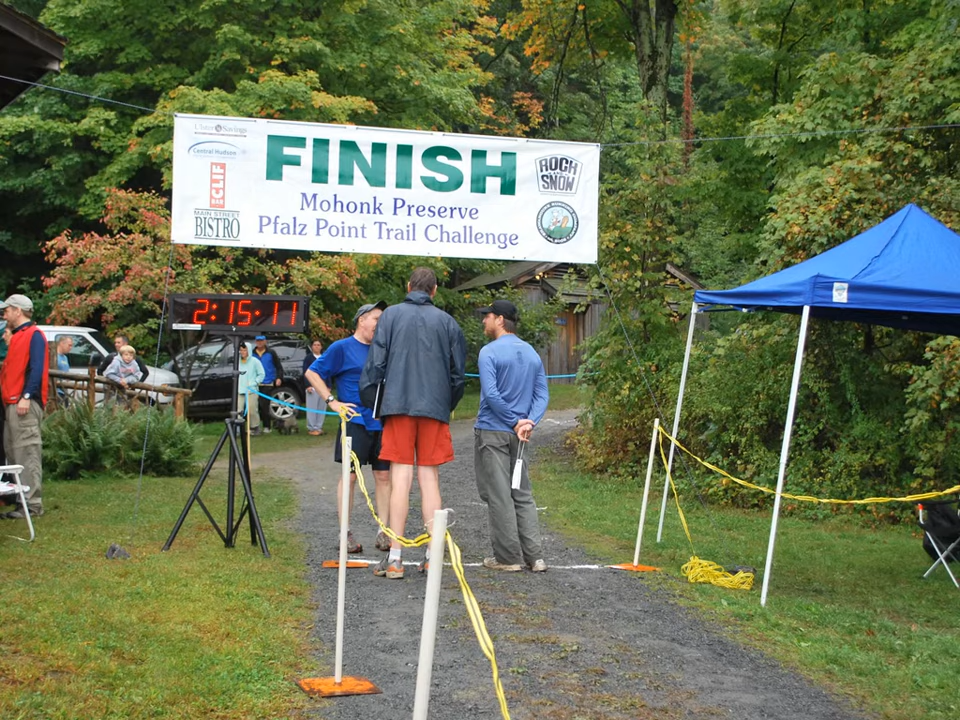 Ulster Savings
Central Hudson
CLIF
BAR
MAIN STREET
BISTRO
FINISH
Mohonk Preserve
Pfalz Point Trail Challenge
ROCK
SNOW
2:15:11